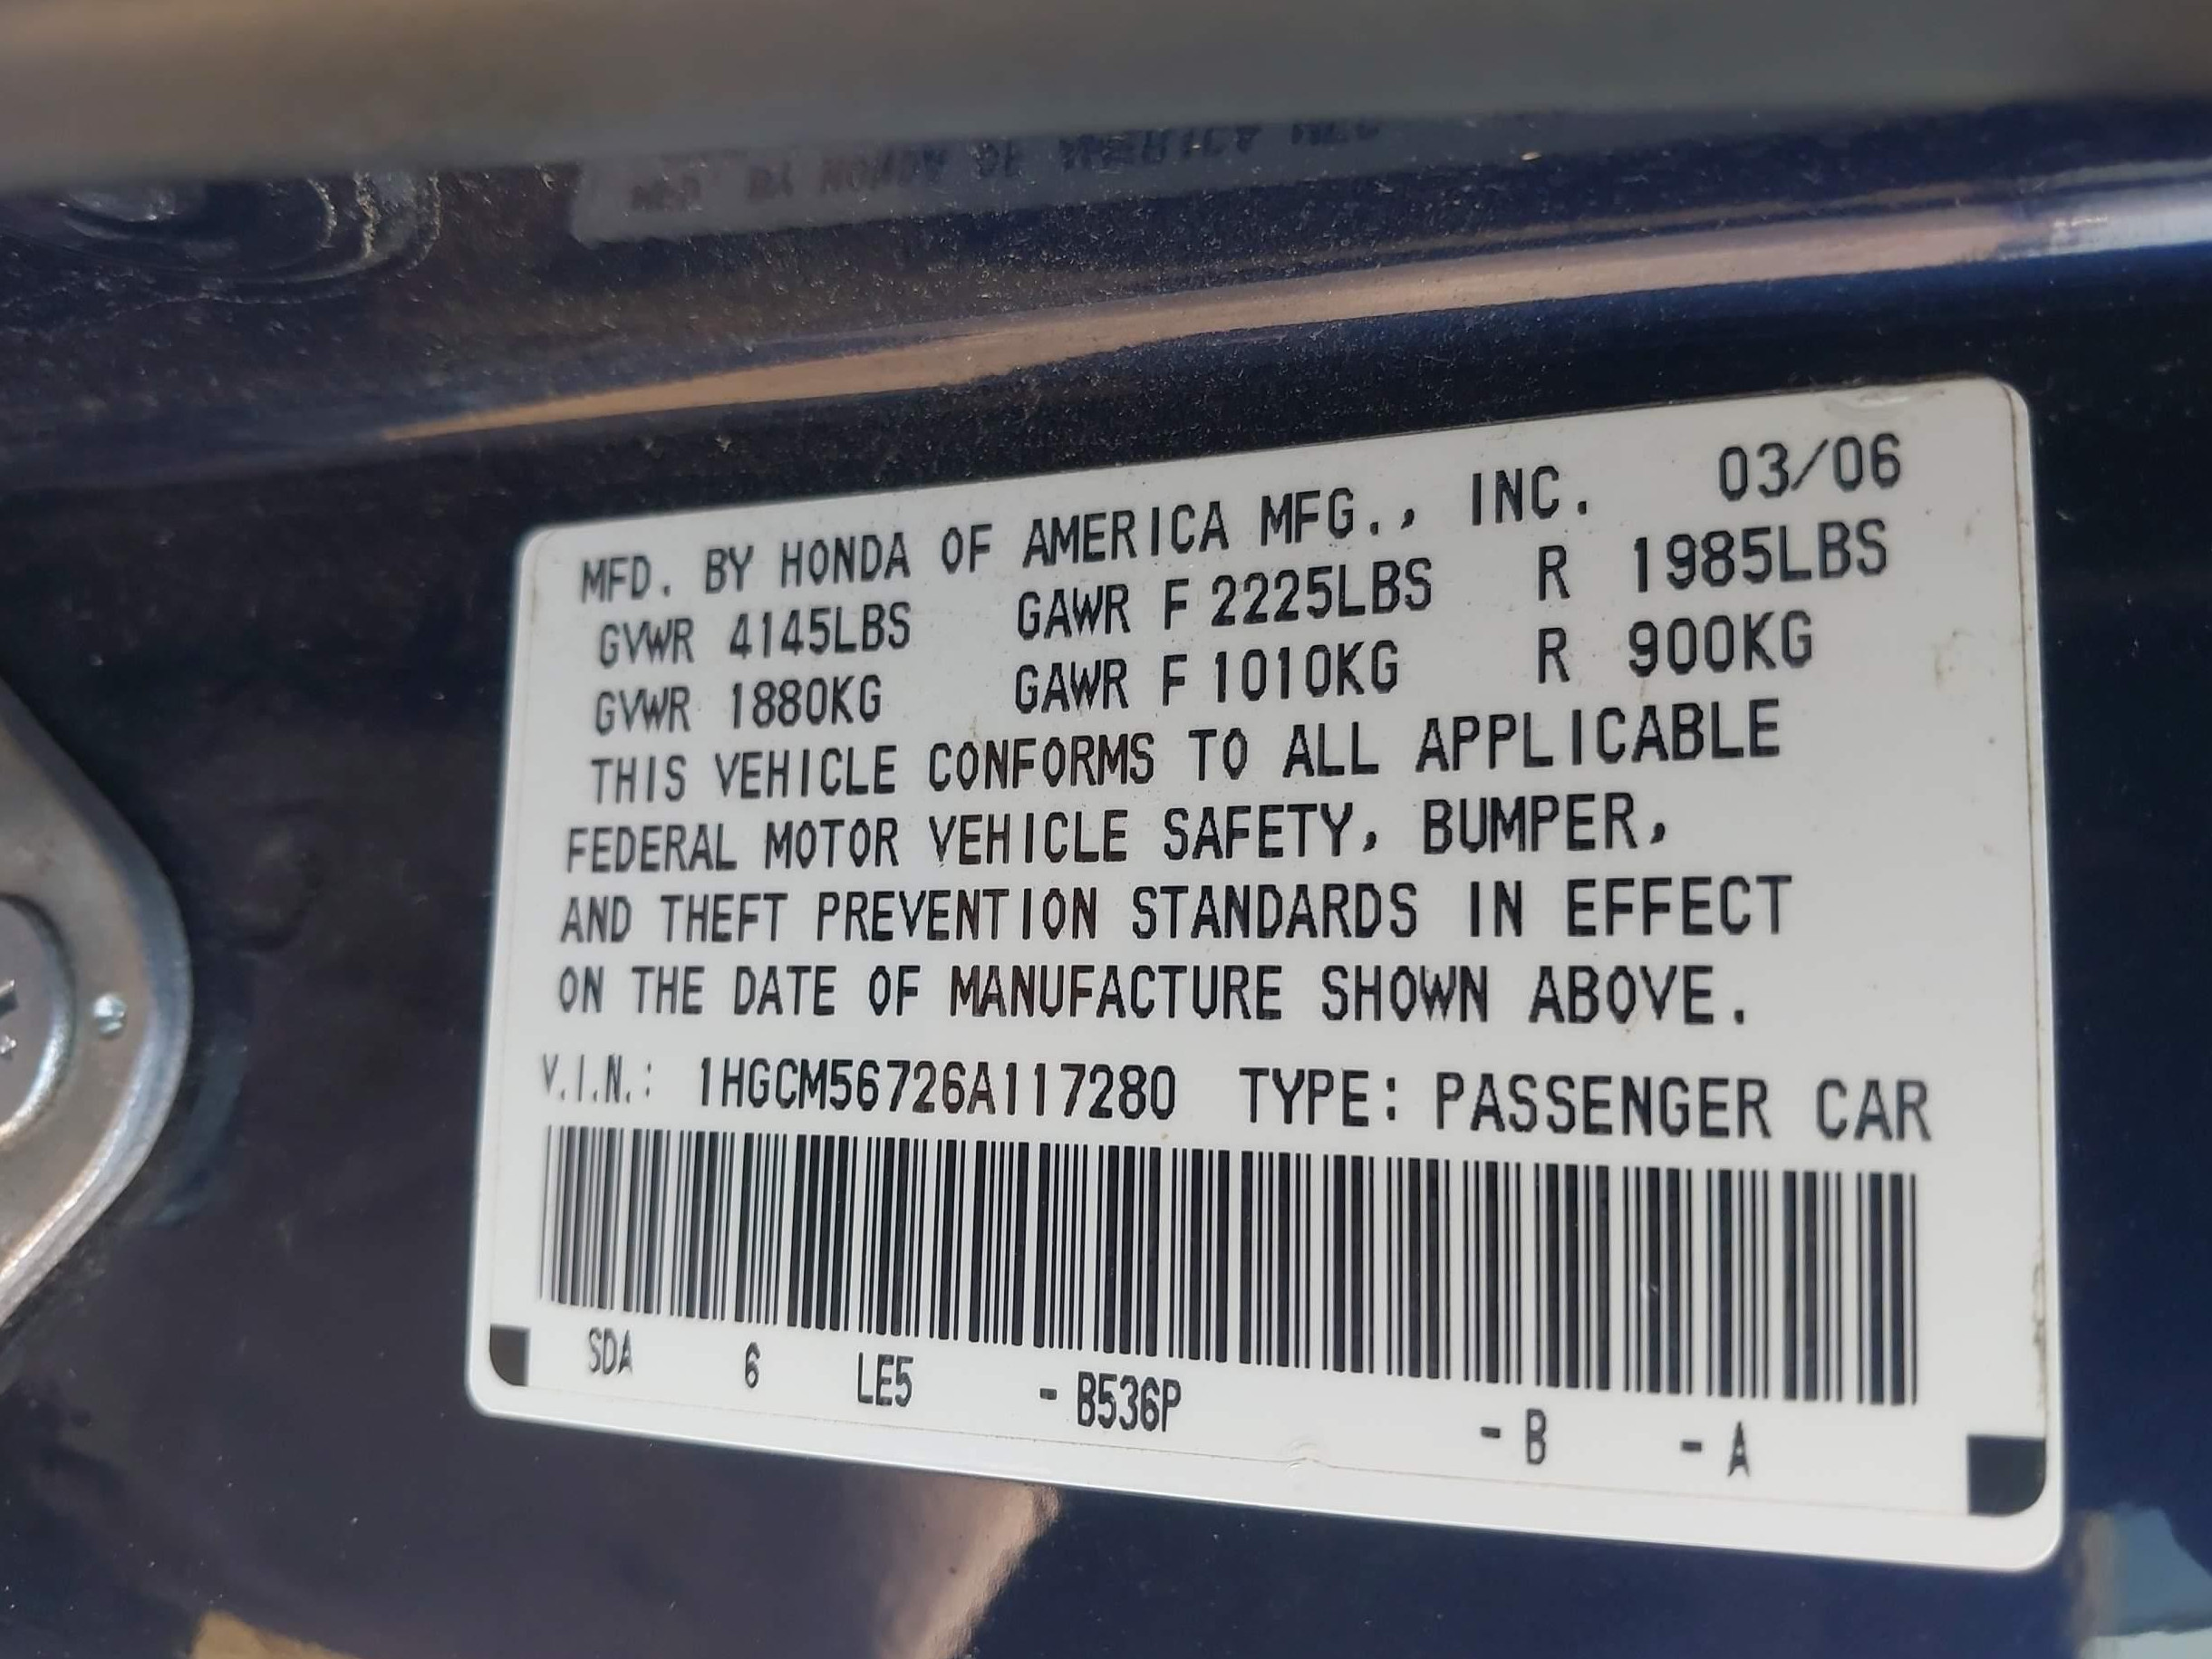 MFD. BY HONDA OF AMERICA MFG., INC. 03/06
GVWR 4145LBS GAWR F 2225LBS R 1985LBS
GVWR 1880KG GAWR F 1010KG R 900KG
THIS VEHICLE CONFORMS TO ALL APPLICABLE
FEDERAL MOTOR VEHICLE SAFETY, BUMPER,
AND THEFT PREVENTION STANDARDS IN EFFECT
ON THE DATE OF MANUFACTURE SHOWN ABOVE.
V.I.N.: 1HGCM56726A117280 TYPE: PASSENGER CAR
SDA 6 LE5 - B536P - B - A